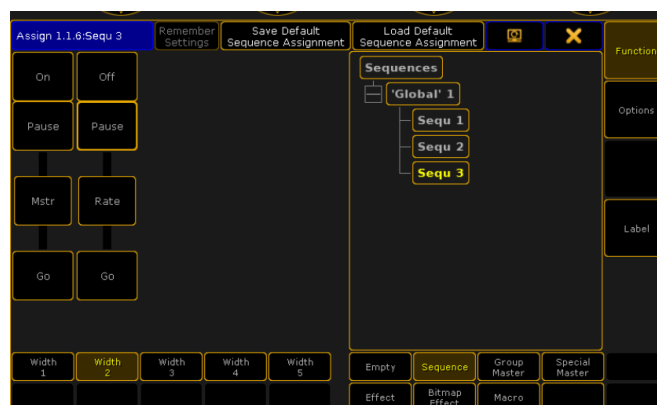 Assign 1.1.6:Sequ 3
Remember
Settings
Save Default
Sequence Assignment
Load Default
Sequence Assignment
Function
On
Off
Sequences
'Global' 1
Options
Pause
Pause
Sequ 1
Sequ 2
Sequ 3
Mstr
Rate
Label
Go
Go
Width
1
Width
2
Width
3
Width
4
Width
5
Empty
Sequence
Group
Master
Special
Master
Effect
Bitmap
Effect
Macro